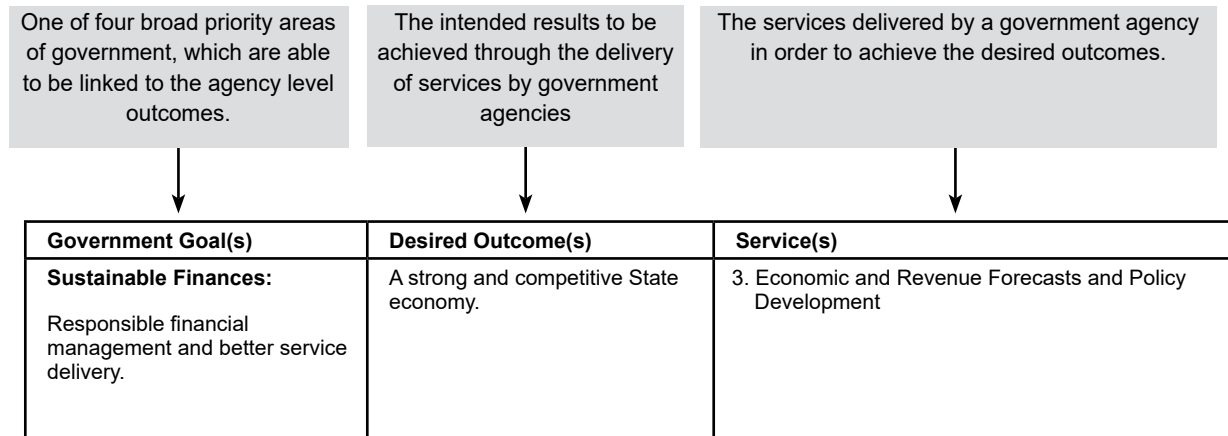 One of four broad priority areas
of government, which are able
to be linked to the agency level
outcomes.
The intended results to be
achieved through the delivery
of services by government
agencies
The services delivered by a government agency
in order to achieve the desired outcomes.
Government Goal(s)
Desired Outcome(s)
Service(s)
Sustainable Finances:
Responsible financial
management and better service
delivery.
A strong and competitive State
economy.
3. Economic and Revenue Forecasts and Policy
Development